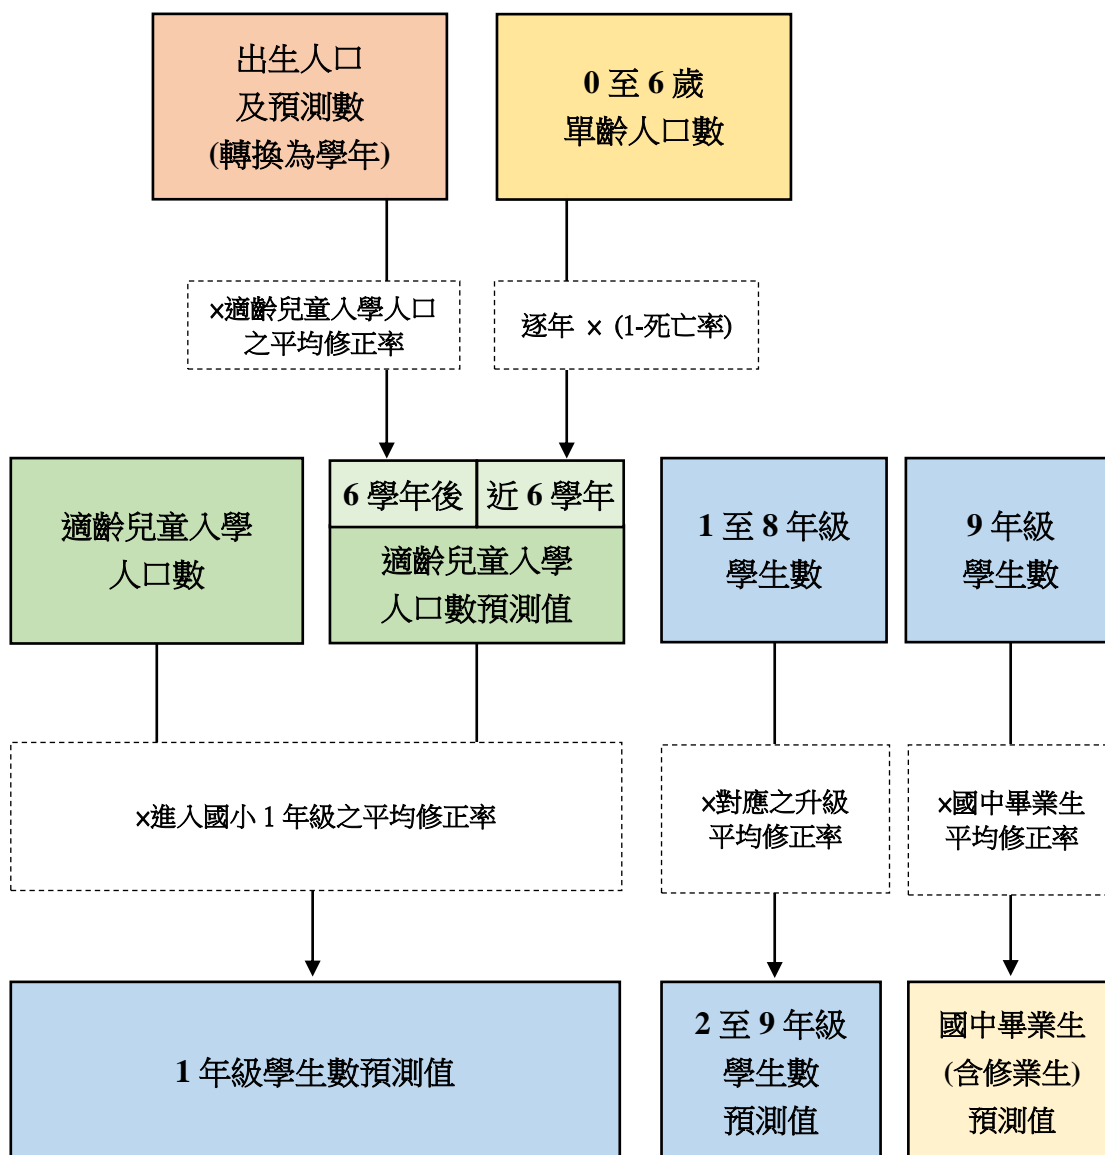 出生人口
及預測數
(轉換為學年)
0 至 6 歲
單齡人口數
×適齡兒童入學人口
之平均修正率
逐年 × (1-死亡率)
適齡兒童入學
人口數
6 學年後
近 6 學年
適齡兒童入學
人口數預測值
1 至 8 年級
學生數
9 年級
學生數
×進入國小 1 年級之平均修正率
×對應之升級
平均修正率
×國中畢業生
平均修正率
1 年級學生數預測值
2 至 9 年級
學生數
預測值
國中畢業生
(含修業生)
預測值